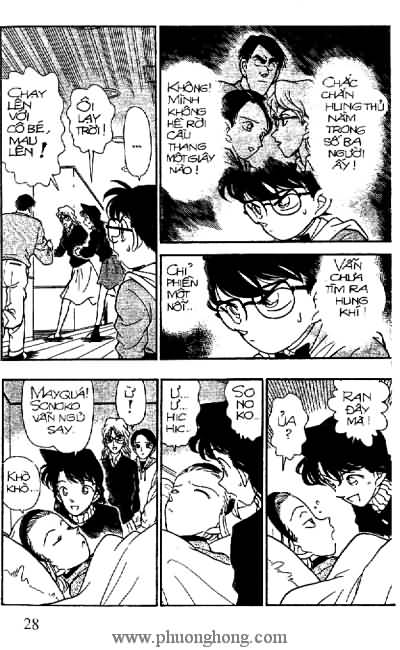 CHẠY
LÊN
VỚI
CÔ BÉ,
MAU
LÊN !
ÔI
LẠY
TRỜI !
....
KHÔNG !
MÌNH
KHÔNG
HỀ RỜI
CẦU
THANG
MỘT GIÂY
NÀO !
CHẮC
CHẮN
HUNG THỦ
NẰM
TRONG
SỐ BA
NGƯỜI
ẤY !
CHỈ
PHIỀN
MỘT
NỖI...
VẪN
CHƯA
TÌM RA
HUNG
KHÍ !
KHÒ
KHÒ...
MAY QUÁ !
SONOKO
VẪN NGỦ
SAY.
Ừ !
Ư...
Ư...
HIC
HIC...
SO
NO
KO...
ỦA
?
RAN
ĐÂY
MÀ !
28
www.phuonghong.com